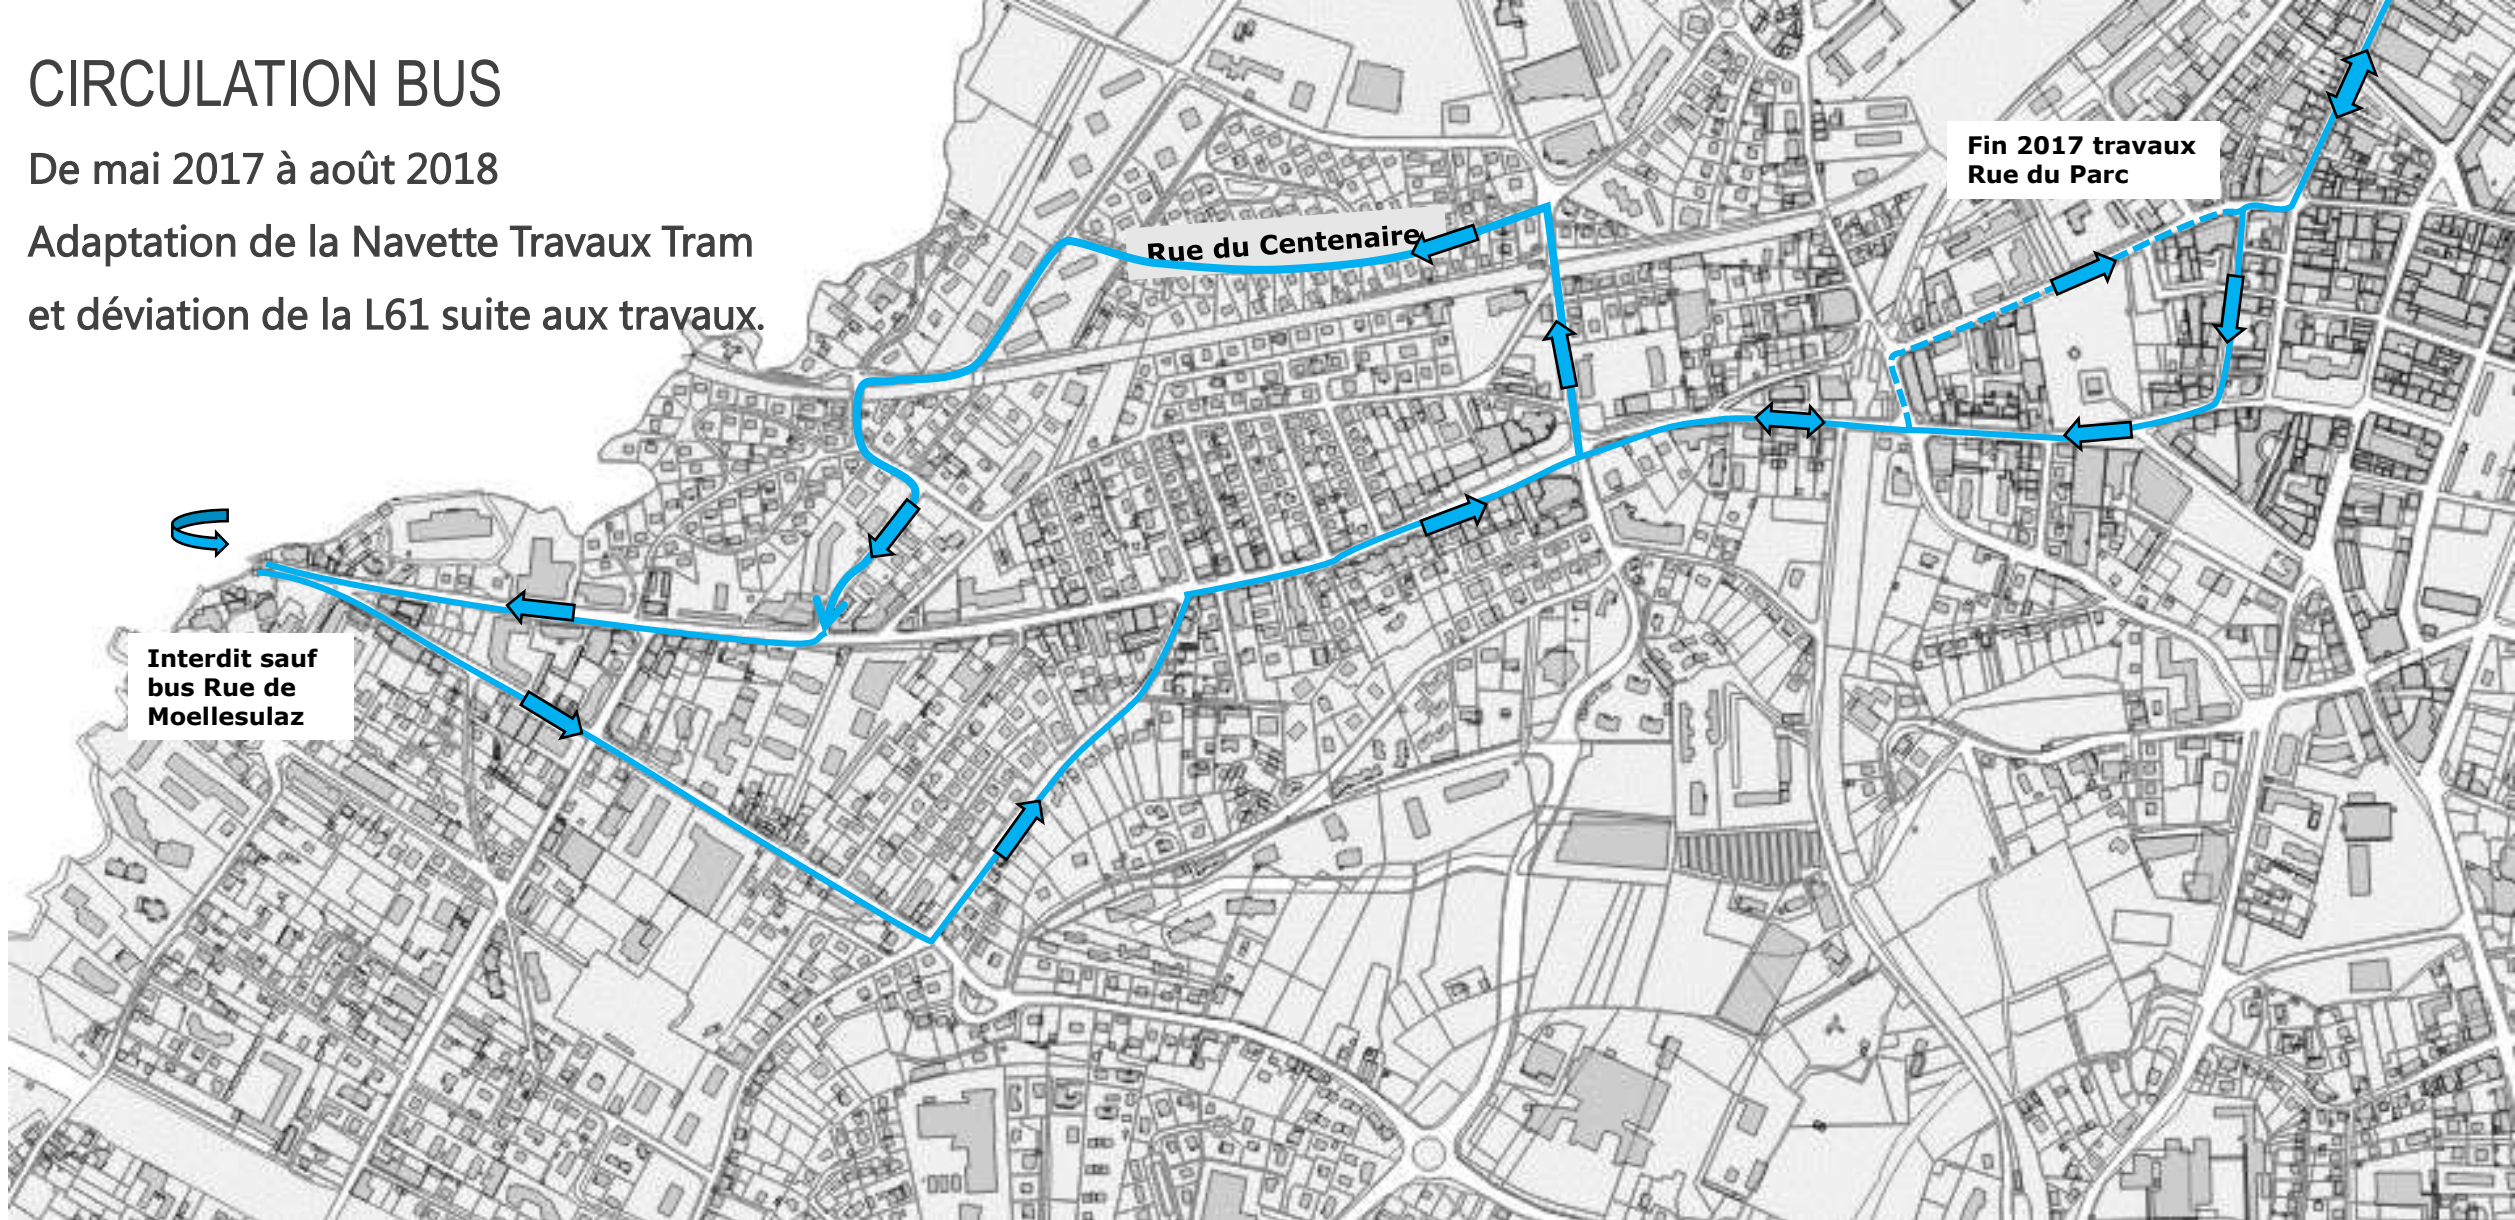 CIRCULATION BUS
De mai 2017 à août 2018
Adaptation de la Navette Travaux Tram
et déviation de la L61 suite aux travaux.
Fin 2017 travaux
Rue du Parc
Rue du Centenaire
Interdit sauf
bus Rue de
Moellesulaz